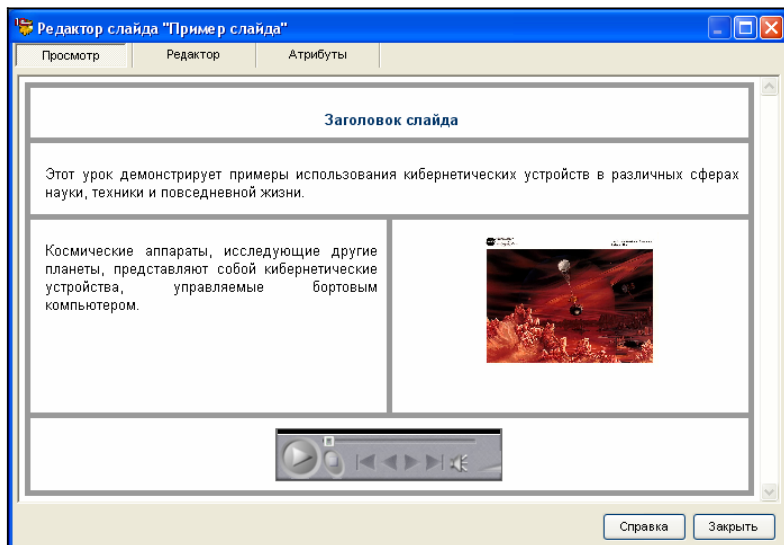 Редактор слайда "Пример слайда"
Просмотр Редактор Атрибуты
Заголовок слайда
Этот урок демонстрирует примеры использования кибернетических устройств в различных сферах
науки, техники и повседневной жизни.
Космические аппараты, исследующие другие
планеты, представляют собой кибернетические
устройства, управляемые бортовым
компьютером.
Справка Закрыть